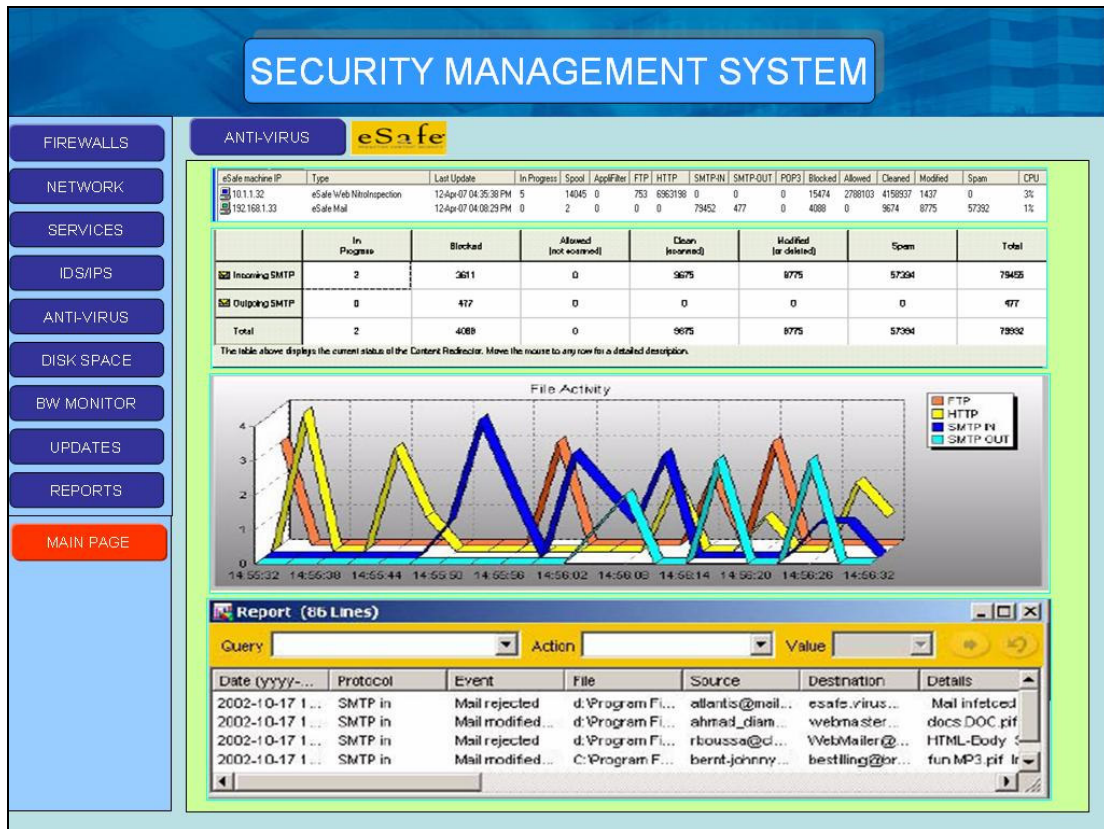 SECURITY MANAGEMENT SYSTEM
FIREWALLS
NETWORK
SERVICES
IDS/IPS
ANTI-VIRUS
DISK SPACE
BW MONITOR
UPDATES
REPORTS
MAIN PAGE
ANTI-VIRUS eSafe
eSafe machine IP Type Last Update In Progress Spool AppliFilter FTP HTTP SMTP-IN SMTP-OUT POP3 Blocked Allowed Cleaned Modified Spam CPU
10.1.1.32 eSafe Web NitroInspection 12-Apr-07 04:35:38 PM 5 14045 0 753 6963198 0 0 0 15474 2788103 4158937 1437 0 3%
192.168.1.33 eSafe Mail 12-Apr-07 04:08:29 PM 0 2 0 0 0 79452 477 0 4088 0 9674 8775 57392 1%
In Progress Blocked Allowed (not scanned) Clean (scanned) Modified (or deleted) Spam Total
Incoming SMTP 2 3611 0 9675 8775 57394 79455
Outgoing SMTP 0 477 0 0 0 0 477
Total 2 4088 0 9675 8775 57394 79932
The table above displays the current status of the Content Redirector. Move the mouse to any row for a detailed description.
File Activity
FTP
HTTP
SMTP IN
SMTP OUT
4
3
2
1
0
14:55:32 14:55:38 14:55:44 14:55:50 14:55:56 14:56:02 14:56:08 14:56:14 14:56:20 14:56:26 14:56:32
Report (86 Lines)
Query Action Value
Date (yyyy-... Protocol Event File Source Destination Details
2002-10-17 1... SMTP in Mail rejected d:\Program Fi... atlantis@mail... esafe.virus... Mail infetced
2002-10-17 1... SMTP in Mail modified... d:\Program Fi... ahmad_diam... webmaster... docs.DOC.pif
2002-10-17 1... SMTP in Mail rejected d:\Program Fi... rboussa@cl... WebMailer@... HTML-Body
2002-10-17 1... SMTP in Mail modified... C:\Program F... bernt-johnny... bestlling@br... fun MP3.pif